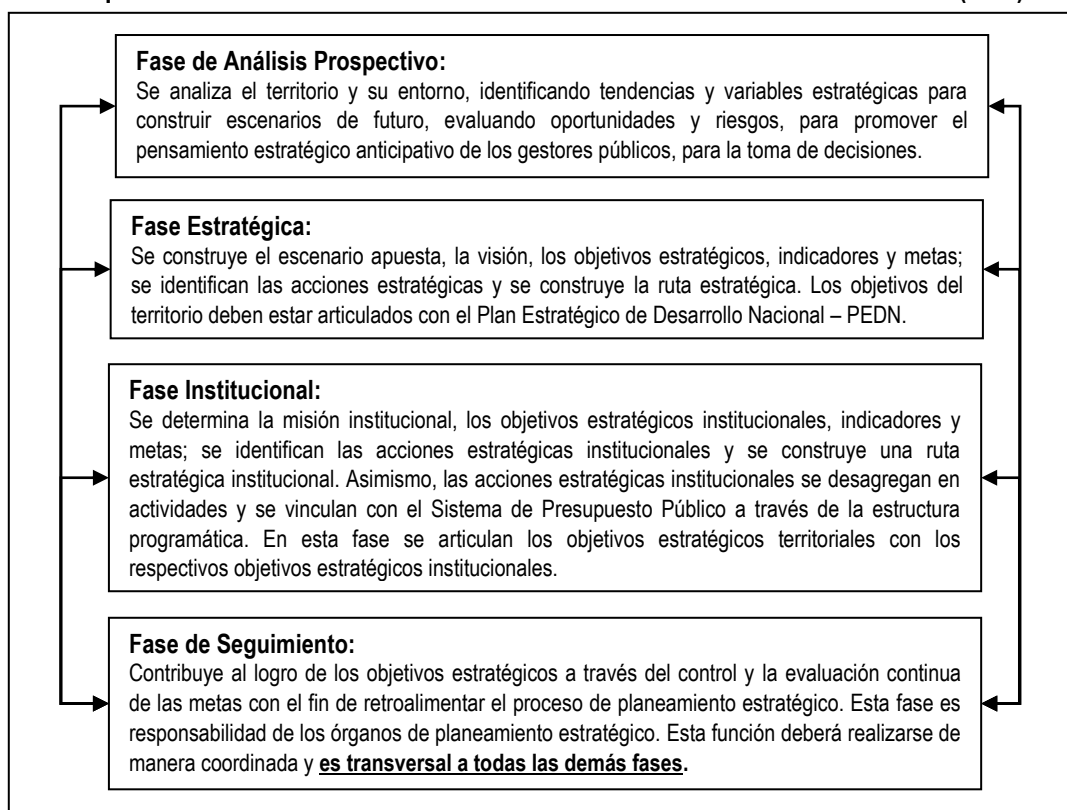 Fase de Análisis Prospectivo:
Se analiza el territorio y su entorno, identificando tendencias y variables estratégicas para
construir escenarios de futuro, evaluando oportunidades y riesgos, para promover el
pensamiento estratégico anticipativo de los gestores públicos, para la toma de decisiones.
Fase Estratégica:
Se construye el escenario apuesta, la visión, los objetivos estratégicos, indicadores y metas;
se identifican las acciones estratégicas y se construye la ruta estratégica. Los objetivos del
territorio deben estar articulados con el Plan Estratégico de Desarrollo Nacional – PEDN.
Fase Institucional:
Se determina la misión institucional, los objetivos estratégicos institucionales, indicadores y
metas; se identifican las acciones estratégicas institucionales y se construye una ruta
estratégica institucional. Asimismo, las acciones estratégicas institucionales se desagregan en
actividades y se vinculan con el Sistema de Presupuesto Público a través de la estructura
programática. En esta fase se articulan los objetivos estratégicos territoriales con los
respectivos objetivos estratégicos institucionales.
Fase de Seguimiento:
Contribuye al logro de los objetivos estratégicos a través del control y la evaluación continua
de las metas con el fin de retroalimentar el proceso de planeamiento estratégico. Esta fase es
responsabilidad de los órganos de planeamiento estratégico. Esta función deberá realizarse de
manera coordinada y es transversal a todas las demás fases.